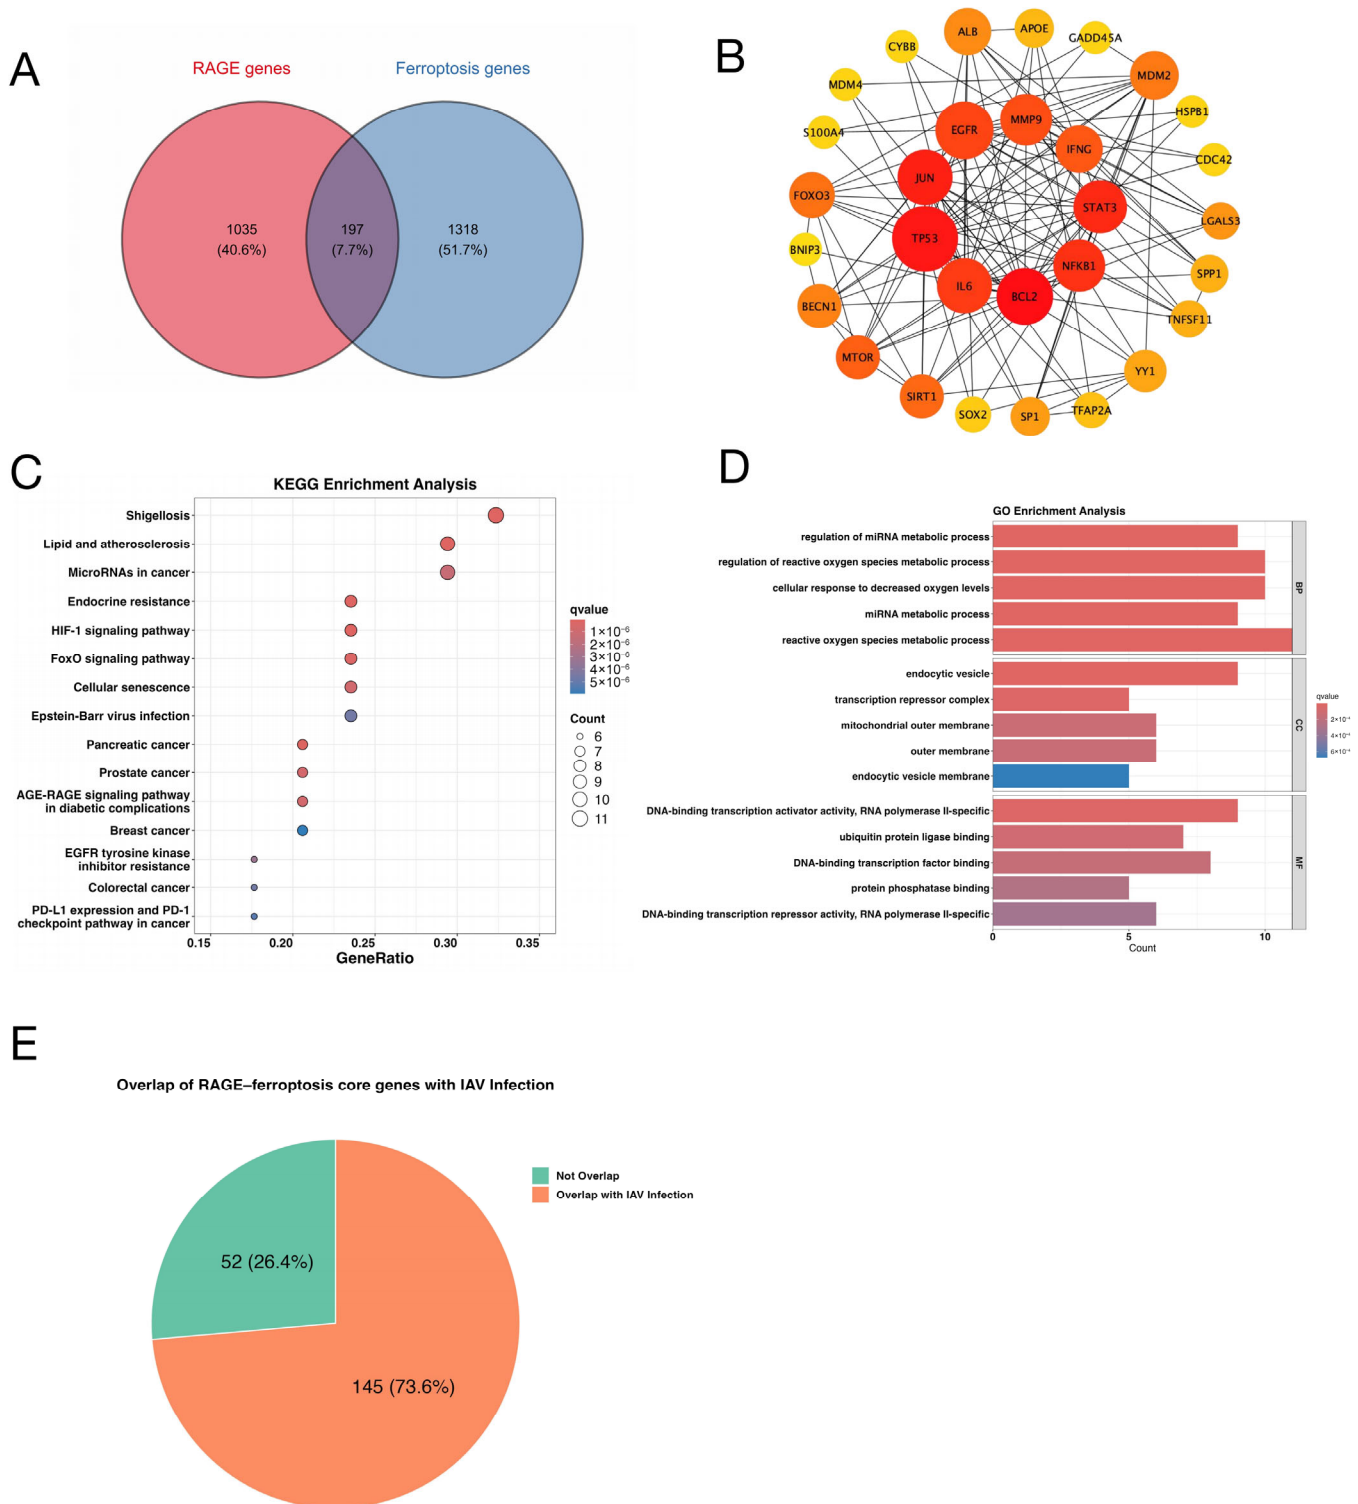 A
RAGE genes
Ferroptosis genes
1035
(40.6%)
197
(7.7%)
1318
(51.7%)
B
ALB
APOE
GADD45A
CYBB
MDM2
MDM4
HSPB1
S100A4
EGFR
MMP9
IFNG
CDC42
JUN
FOXO3
STAT3
LGALS3
TP53
BNIP3
NFKB1
SPP1
IL6
BCL2
BECN1
TNFSF11
MTOR
YY1
SIRT1
SOX2
SP1
TFAP2A
C
KEGG Enrichment Analysis
Shigellosis
Lipid and atherosclerosis
MicroRNAs in cancer
Endocrine resistance
HIF-1 signaling pathway
FoxO signaling pathway
Cellular senescence
Epstein-Barr virus infection
Pancreatic cancer
Prostate cancer
AGE-RAGE signaling pathway
in diabetic complications
Breast cancer
EGFR tyrosine kinase
inhibitor resistance
Colorectal cancer
PD-L1 expression and PD-1
checkpoint pathway in cancer
0.15
0.20
0.25
0.30
0.35
GeneRatio
qvalue
1×10⁻⁶
2×10⁻⁶
3×10⁻⁶
4×10⁻⁶
5×10⁻⁶
Count
6
7
8
9
10
11
D
GO Enrichment Analysis
regulation of miRNA metabolic process
regulation of reactive oxygen species metabolic process
cellular response to decreased oxygen levels
miRNA metabolic process
reactive oxygen species metabolic process
BP
endocytic vesicle
transcription repressor complex
mitochondrial outer membrane
outer membrane
endocytic vesicle membrane
CC
DNA-binding transcription activator activity, RNA polymerase II-specific
ubiquitin protein ligase binding
DNA-binding transcription factor binding
protein phosphatase binding
DNA-binding transcription repressor activity, RNA polymerase II-specific
MF
0
5
10
Count
qvalue
2×10⁻⁴
4×10⁻⁴
6×10⁻⁴
E
Overlap of RAGE–ferroptosis core genes with IAV Infection
Not Overlap
Overlap with IAV Infection
52 (26.4%)
145 (73.6%)